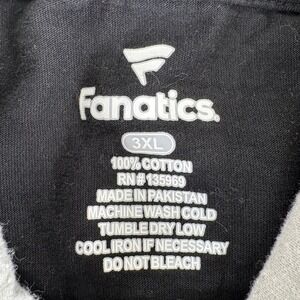 Fanatics.
3XL
100% COTTON
RN # 135969
MADE IN PAKISTAN
MACHINE WASH COLD
TUMBLE DRY LOW
COOL IRON IF NECESSARY
DO NOT BLEACH